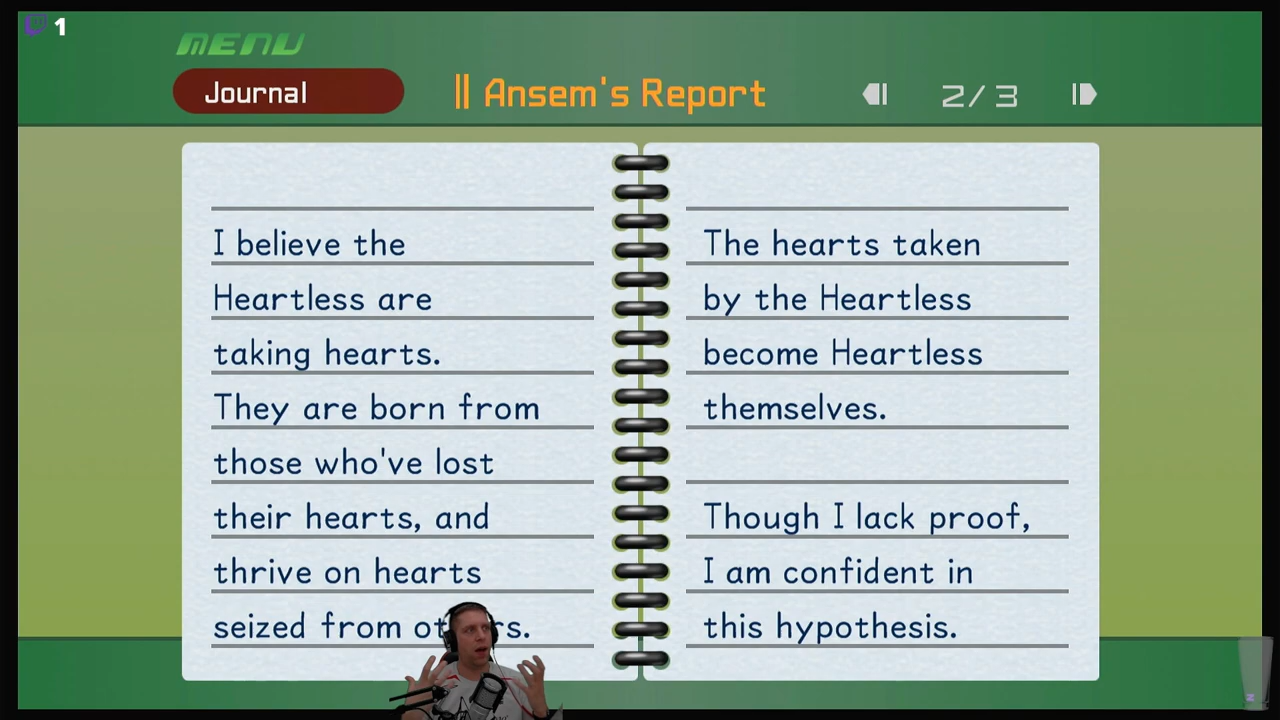 1
MENU
Journal
Ansem's Report
2/3
I believe the
Heartless are
taking hearts.
They are born from
those who've lost
their hearts, and
thrive on hearts
seized from
The hearts taken
by the Heartless
become Heartless
themselves.
Though I lack proof,
I am confident in
this hypothesis.